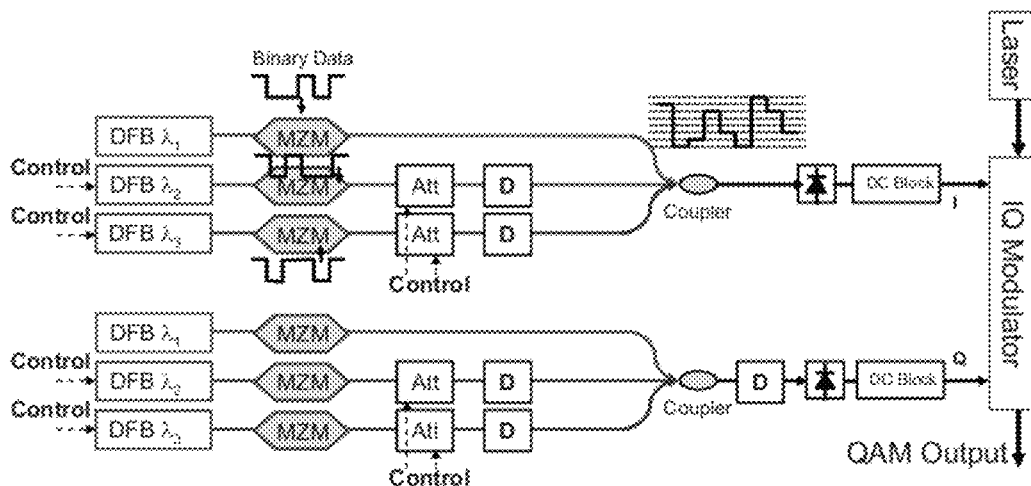 Binary Data
Laser
DFB λ₁
MZM
Control
DFB λ₂
MZM
Att
D
Control
DFB λ₃
MZM
Att
D
Control
Coupler
DC Block
I
IQ Modulator
DFB λ₁
MZM
Control
DFB λ₂
MZM
Att
D
Control
DFB λ₃
MZM
Att
D
Control
Coupler
D
DC Block
Q
QAM Output